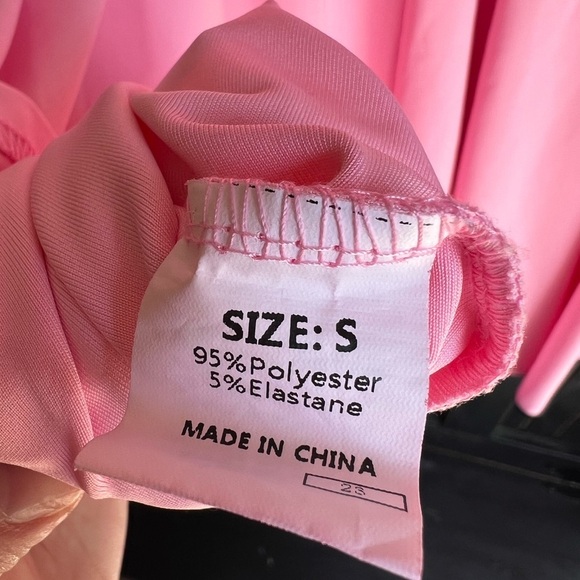 SIZE: S
95%Polyester
5%Elastane
MADE IN CHINA
23